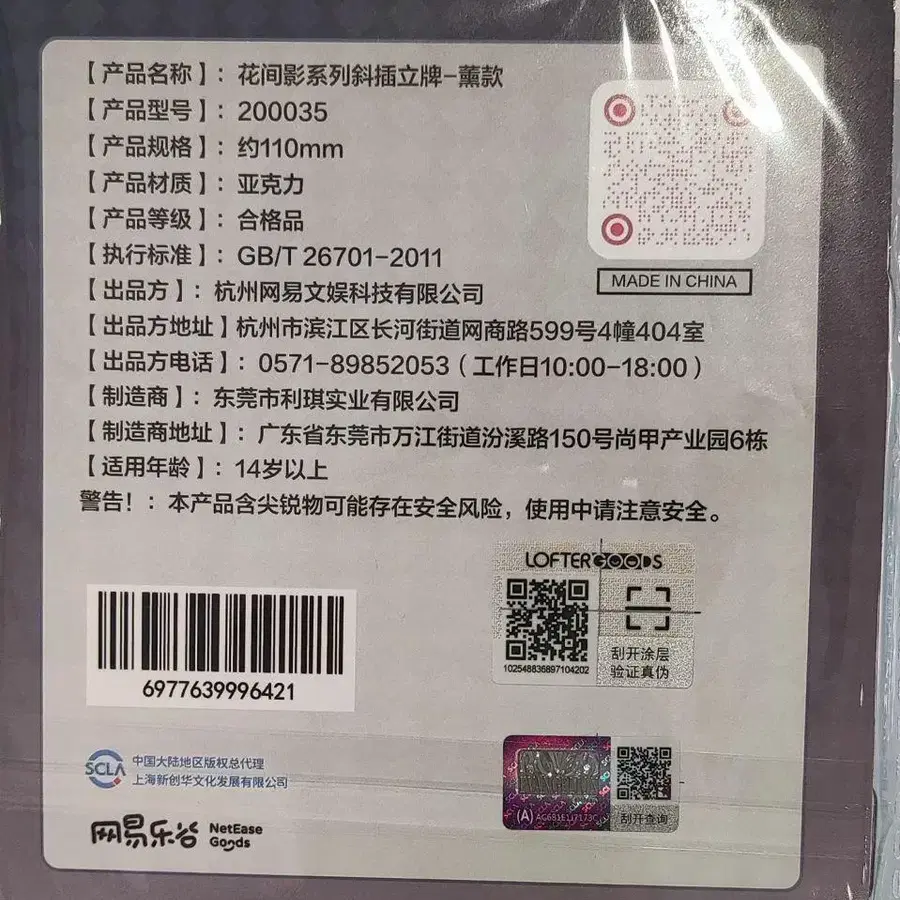 【产品名称】：花间影系列斜插立牌-薰款
【产品型号】：200035
【产品规格】：约110mm
【产品材质】：亚克力
【产品等级】：合格品
【执行标准】：GB/T 26701-2011
【出品方】：杭州网易文娱科技有限公司
MADE IN CHINA
【出品方地址】杭州市滨江区长河街道网商路599号4幢404室
【出品方电话】：0571-89852053（工作日10:00-18:00）
【制造商】：东莞市利琪实业有限公司
【制造商地址】：广东省东莞市万江街道汾溪路150号尚甲产业园6栋
【适用年龄】：14岁以上
警告！：本产品含尖锐物可能存在安全风险，使用中请注意安全。
LOFTERGOODS
刮开涂层
验证真伪
102548836897104202
6977639996421
SCLA
中国大陆地区版权总代理
上海新创华文化发展有限公司
网易乐谷
NetEase
Goods
刮开查询